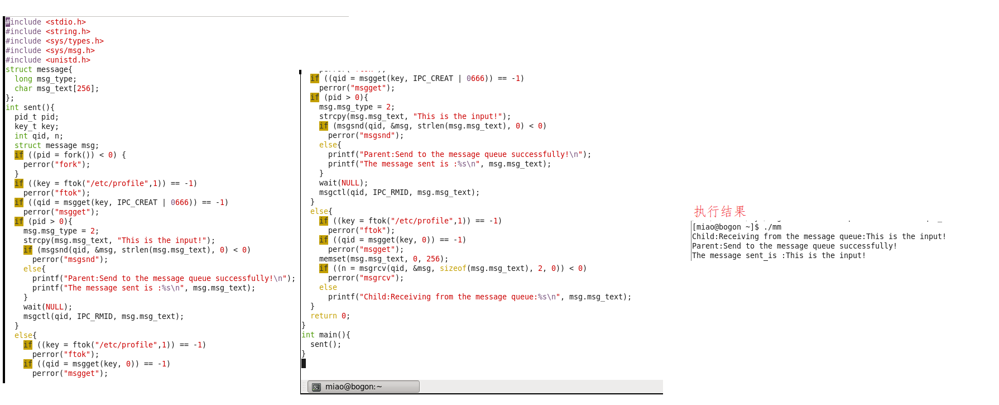 #include <stdio.h>
#include <string.h>
#include <sys/types.h>
#include <sys/msg.h>
#include <unistd.h>
struct message{
  long msg_type;
  char msg_text[256];
};
int sent(){
  pid_t pid;
  key_t key;
  int qid, n;
  struct message msg;
  if ((pid = fork()) < 0) {
    perror("fork");
  }
  if ((key = ftok("/etc/profile",1)) == -1)
    perror("ftok");
  if ((qid = msgget(key, IPC_CREAT | 0666)) == -1)
    perror("msgget");
  if (pid > 0){
    msg.msg_type = 2;
    strcpy(msg.msg_text, "This is the input!");
    if (msgsnd(qid, &msg, strlen(msg.msg_text), 0) < 0)
      perror("msgsnd");
    else{
      printf("Parent:Send to the message queue successfully!\n");
      printf("The message sent is :%s\n", msg.msg_text);
    }
    wait(NULL);
    msgctl(qid, IPC_RMID, msg.msg_text);
  }
  else{
    if ((key = ftok("/etc/profile",1)) == -1)
      perror("ftok");
    if ((qid = msgget(key, 0)) == -1)
      perror("msgget");
  if ((qid = msgget(key, IPC_CREAT | 0666)) == -1)
    perror("msgget");
  if (pid > 0){
    msg.msg_type = 2;
    strcpy(msg.msg_text, "This is the input!");
    if (msgsnd(qid, &msg, strlen(msg.msg_text), 0) < 0)
      perror("msgsnd");
    else{
      printf("Parent:Send to the message queue successfully!\n");
      printf("The message sent is :%s\n", msg.msg_text);
    }
    wait(NULL);
    msgctl(qid, IPC_RMID, msg.msg_text);
  }
  else{
    if ((key = ftok("/etc/profile",1)) == -1)
      perror("ftok");
    if ((qid = msgget(key, 0)) == -1)
      perror("msgget");
    memset(msg.msg_text, 0, 256);
    if ((n = msgrcv(qid, &msg, sizeof(msg.msg_text), 2, 0)) < 0)
      perror("msgrcv");
    else
      printf("Child:Receiving from the message queue:%s\n", msg.msg_text);
  }
  return 0;
}
int main(){
  sent();
}
miao@bogon:~
执行结果
[miao@bogon ~]$ ./mm
Child:Receiving from the message queue:This is the input!
Parent:Send to the message queue successfully!
The message sent is :This is the input!